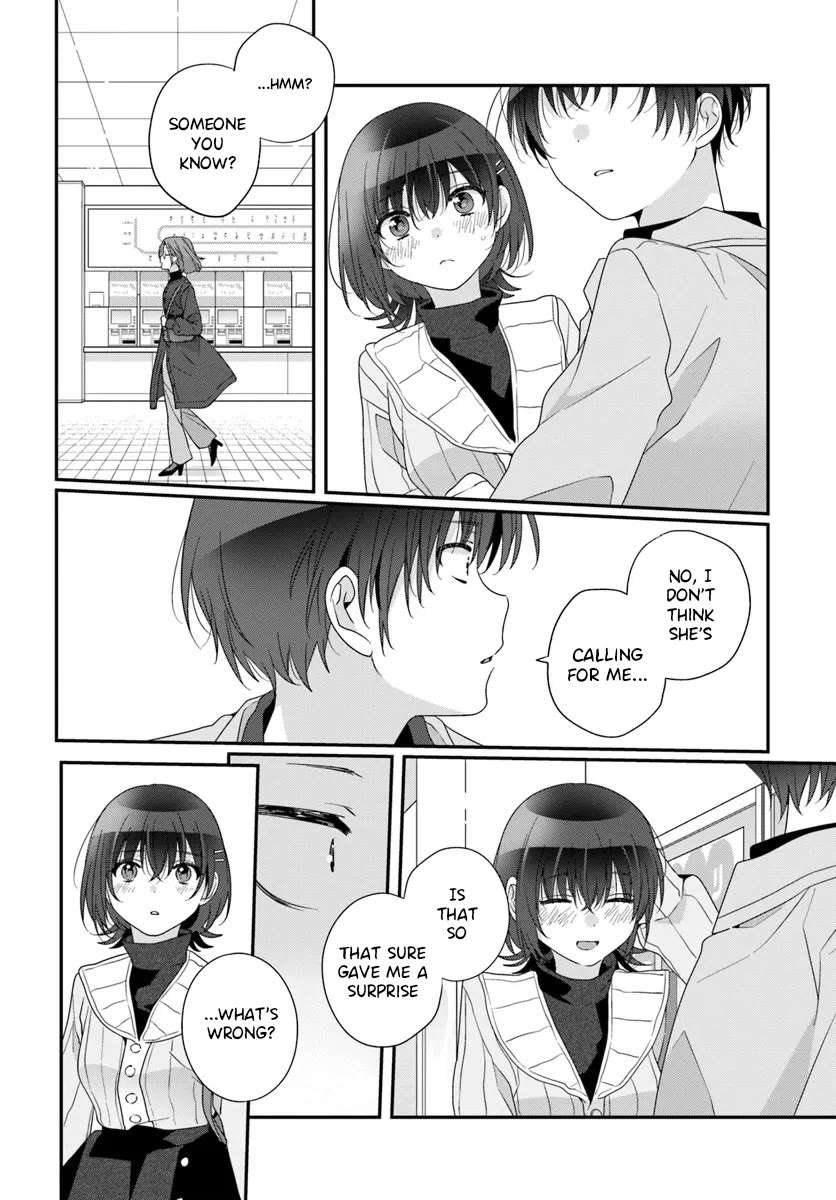 ...HMM?
SOMEONE
YOU
KNOW?
NO, I
DON'T
THINK
SHE'S
CALLING
FOR ME...
IS
THAT
SO
THAT SURE
GAVE ME A
SURPRISE
...WHAT'S
WRONG?